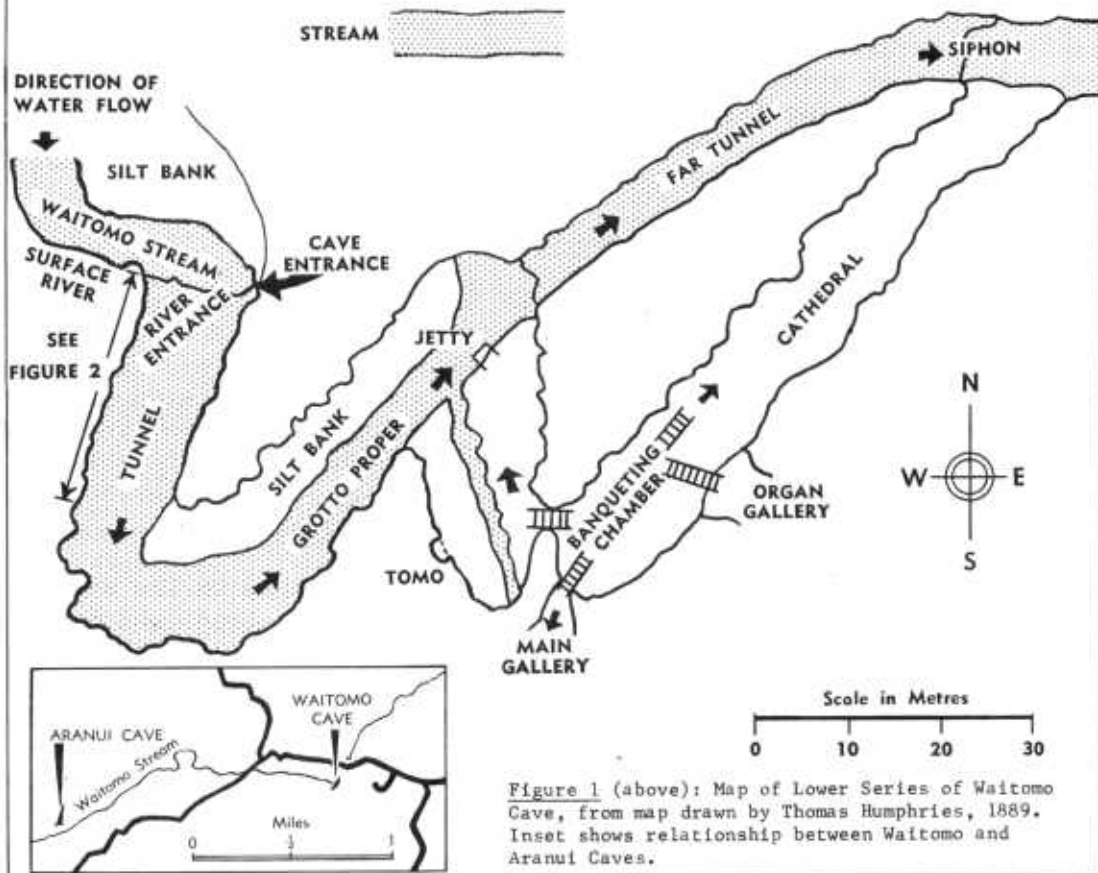 STREAM
DIRECTION OF
WATER FLOW
SILT BANK
WAITOMO STREAM
SURFACE
RIVER
CAVE
ENTRANCE
RIVER
ENTRANCE
SEE
FIGURE 2
TUNNEL
SILT BANK
GROTTO PROPER
JETTY
TOMO
FAR TUNNEL
SIPHON
CATHEDRAL
BANQUETING
CHAMBER
ORGAN
GALLERY
MAIN
GALLERY
N
W E
S
Scale in Metres
0 10 20 30
ARANUI CAVE
Waitomo Stream
WAITOMO
CAVE
Miles
0 1
Figure 1 (above): Map of Lower Series of Waitomo
Cave, from map drawn by Thomas Humphries, 1889.
Inset shows relationship between Waitomo and
Aranui Caves.